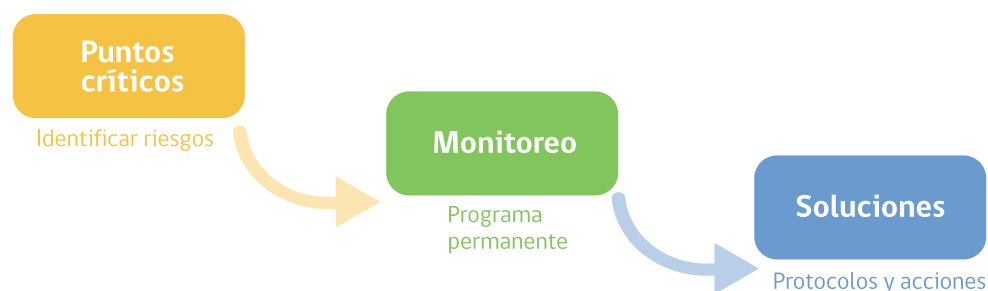 Puntos
críticos
Identificar riesgos
Monitoreo
Programa
permanente
Soluciones
Protocolos y acciones